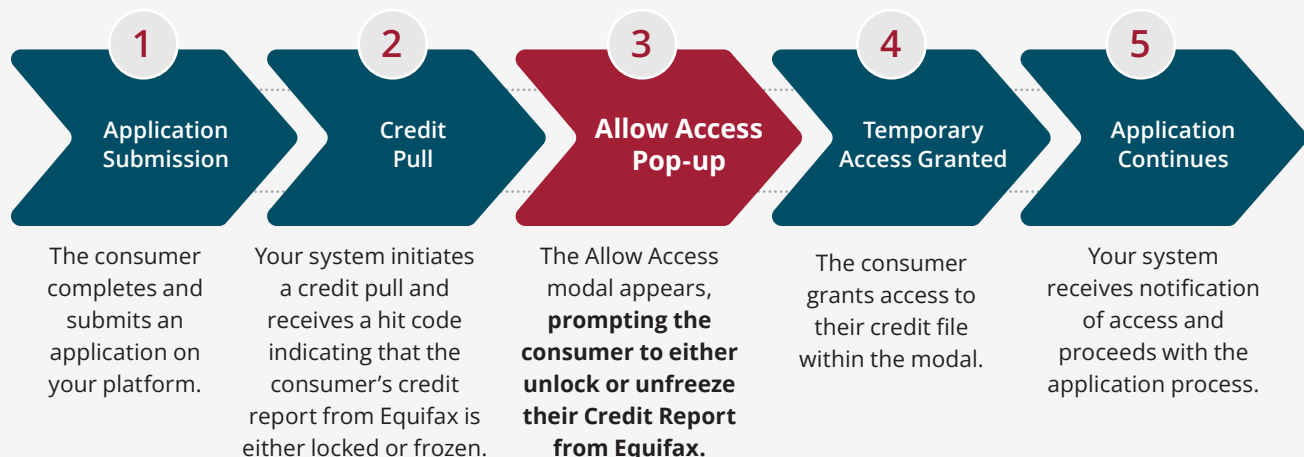 1
Application
Submission
The consumer
completes and
submits an
application on
your platform.
2
Credit
Pull
Your system initiates
a credit pull and
receives a hit code
indicating that the
consumer’s credit
report from Equifax is
either locked or frozen.
3
Allow Access
Pop-up
The Allow Access
modal appears,
prompting the
consumer to either
unlock or unfreeze
their Credit Report
from Equifax.
4
Temporary
Access Granted
The consumer
grants access to
their credit file
within the modal.
5
Application
Continues
Your system
receives notification
of access and
proceeds with the
application process.